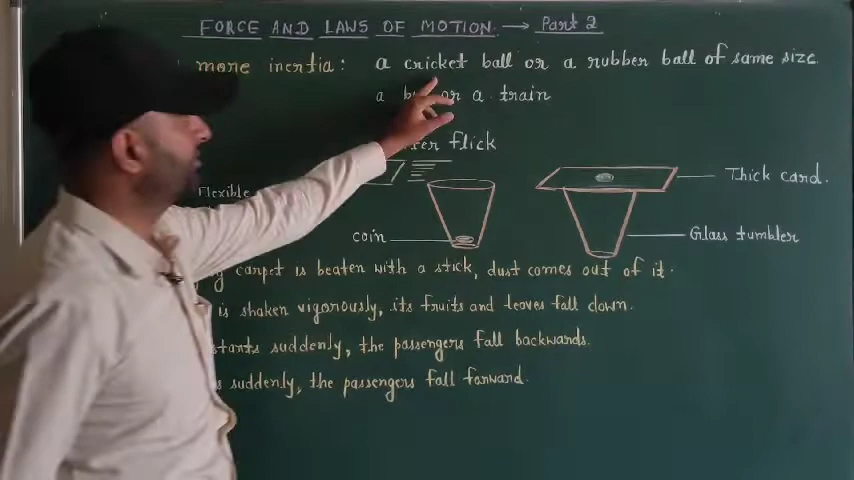 FORCE AND LAWS OF MOTION → Part 2
more inertia: a cricket ball or a rubber ball of same size
a or a train
flick
Flexible
Thick card.
coin
Glass tumbler
carpet is beaten with a stick, dust comes out of it.
is shaken vigorously, its fruits and leaves fall down.
suddenly, the passengers fall backwards.
suddenly, the passengers fall forward.